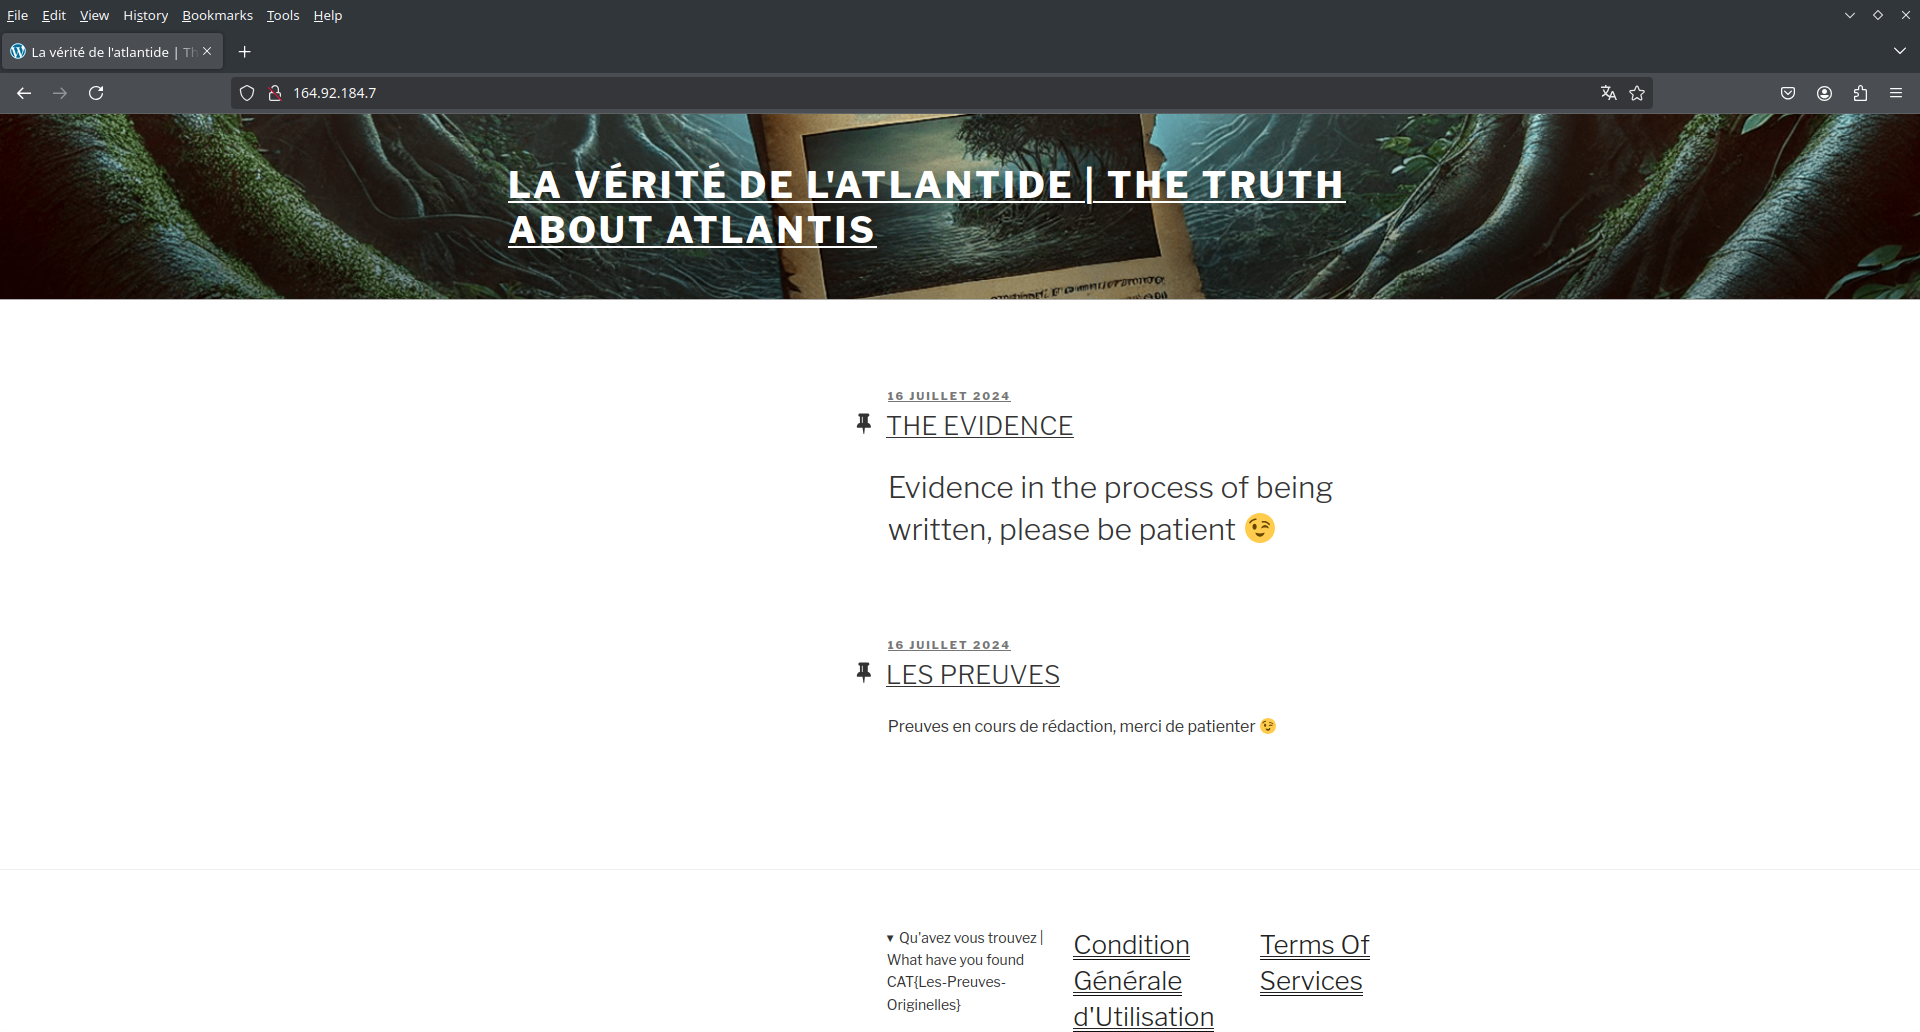 File Edit View History Bookmarks Tools Help
La vérité de l'atlantide | Th
164.92.184.7
LA VÉRITÉ DE L'ATLANTIDE | THE TRUTH
ABOUT ATLANTIS
16 JUILLET 2024
THE EVIDENCE
Evidence in the process of being
written, please be patient 😉
16 JUILLET 2024
LES PREUVES
Preuves en cours de rédaction, merci de patienter 😉
▾ Qu'avez vous trouvez |
What have you found
CAT{Les-Preuves-
Originelles}
Condition
Générale
d'Utilisation
Terms Of
Services